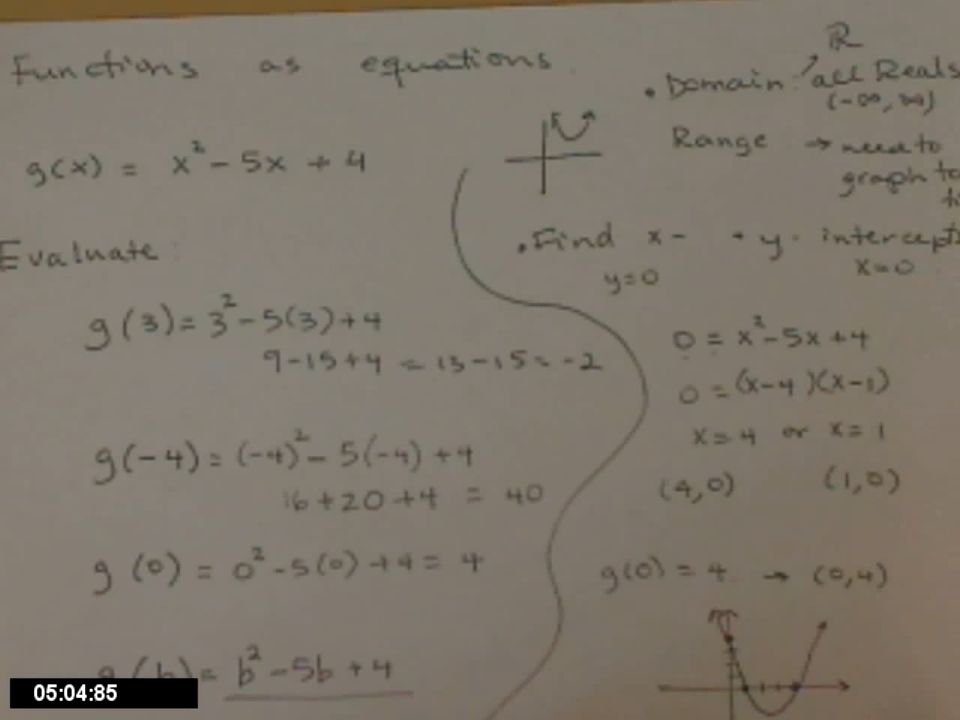 Functions as equations
g(x) = x² - 5x + 4
Evaluate:
g(3) = 3² - 5(3) + 4
9 - 15 + 4 = 13 - 15 = -2
g(-4) = (-4)² - 5(-4) + 4
16 + 20 + 4 = 40
g(0) = 0² - 5(0) + 4 = 4
g(b) = b² - 5b + 4
ℝ
• Domain: all Reals
(-∞, ∞)
Range → need to
graph
• Find x- + y- intercepts
y=0 x=0
0 = x² - 5x + 4
0 = (x-4)(x-1)
x=4 or x=1
(4,0) (1,0)
g(0) = 4 → (0,4)
05:04:85